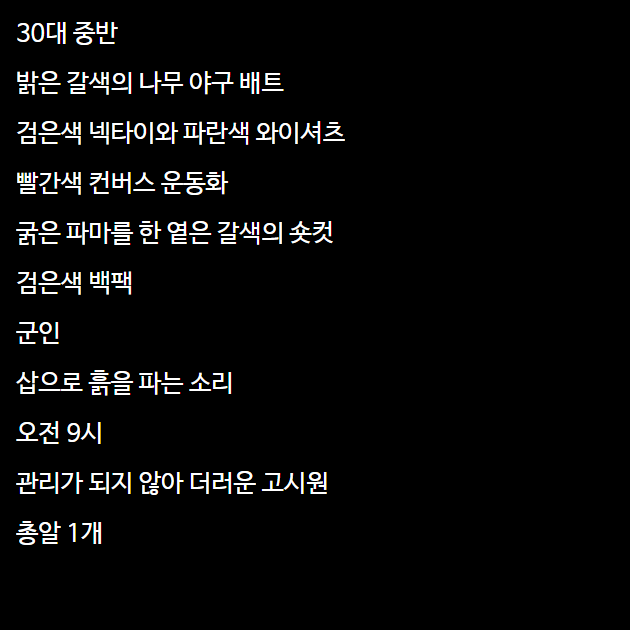 30대 중반
밝은 갈색의 나무 야구 배트
검은색 넥타이와 파란색 와이셔츠
빨간색 컨버스 운동화
굵은 파마를 한 옅은 갈색의 숏컷
검은색 백팩
군인
삽으로 흙을 파는 소리
오전 9시
관리가 되지 않아 더러운 고시원
총알 1개